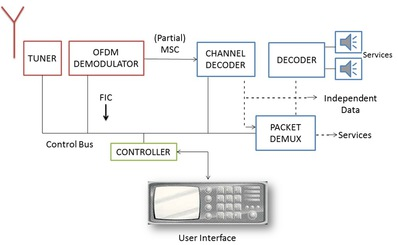 TUNER
OFDM
DEMODULATOR
(Partial)
MSC
CHANNEL
DECODER
DECODER
Services
FIC
Independent
Data
PACKET
DEMUX
Services
Control Bus
CONTROLLER
User Interface